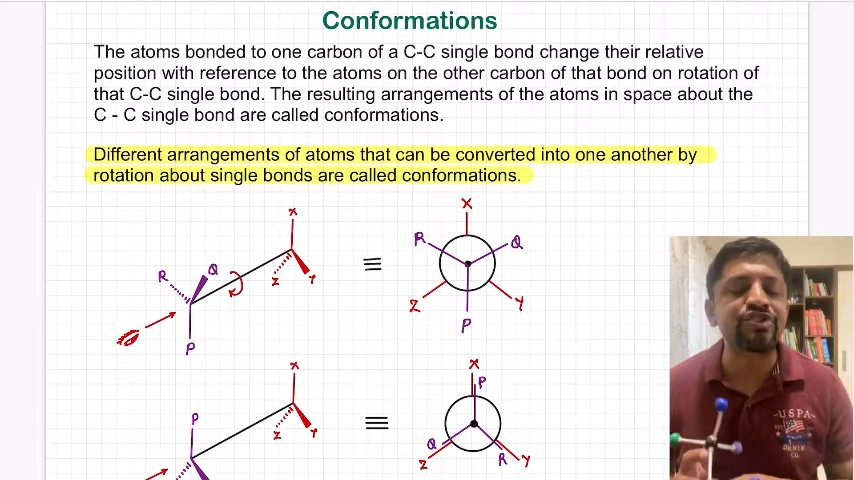 Conformations
The atoms bonded to one carbon of a C-C single bond change their relative
position with reference to the atoms on the other carbon of that bond on rotation of
that C-C single bond. The resulting arrangements of the atoms in space about the
C - C single bond are called conformations.
Different arrangements of atoms that can be converted into one another by
rotation about single bonds are called conformations.
X
R Q Z Y
P
≡
X
R Q
Z Y
P
X
P Z Y
≡
X
P
Q
Z R Y
USPA
DENIM
CO.